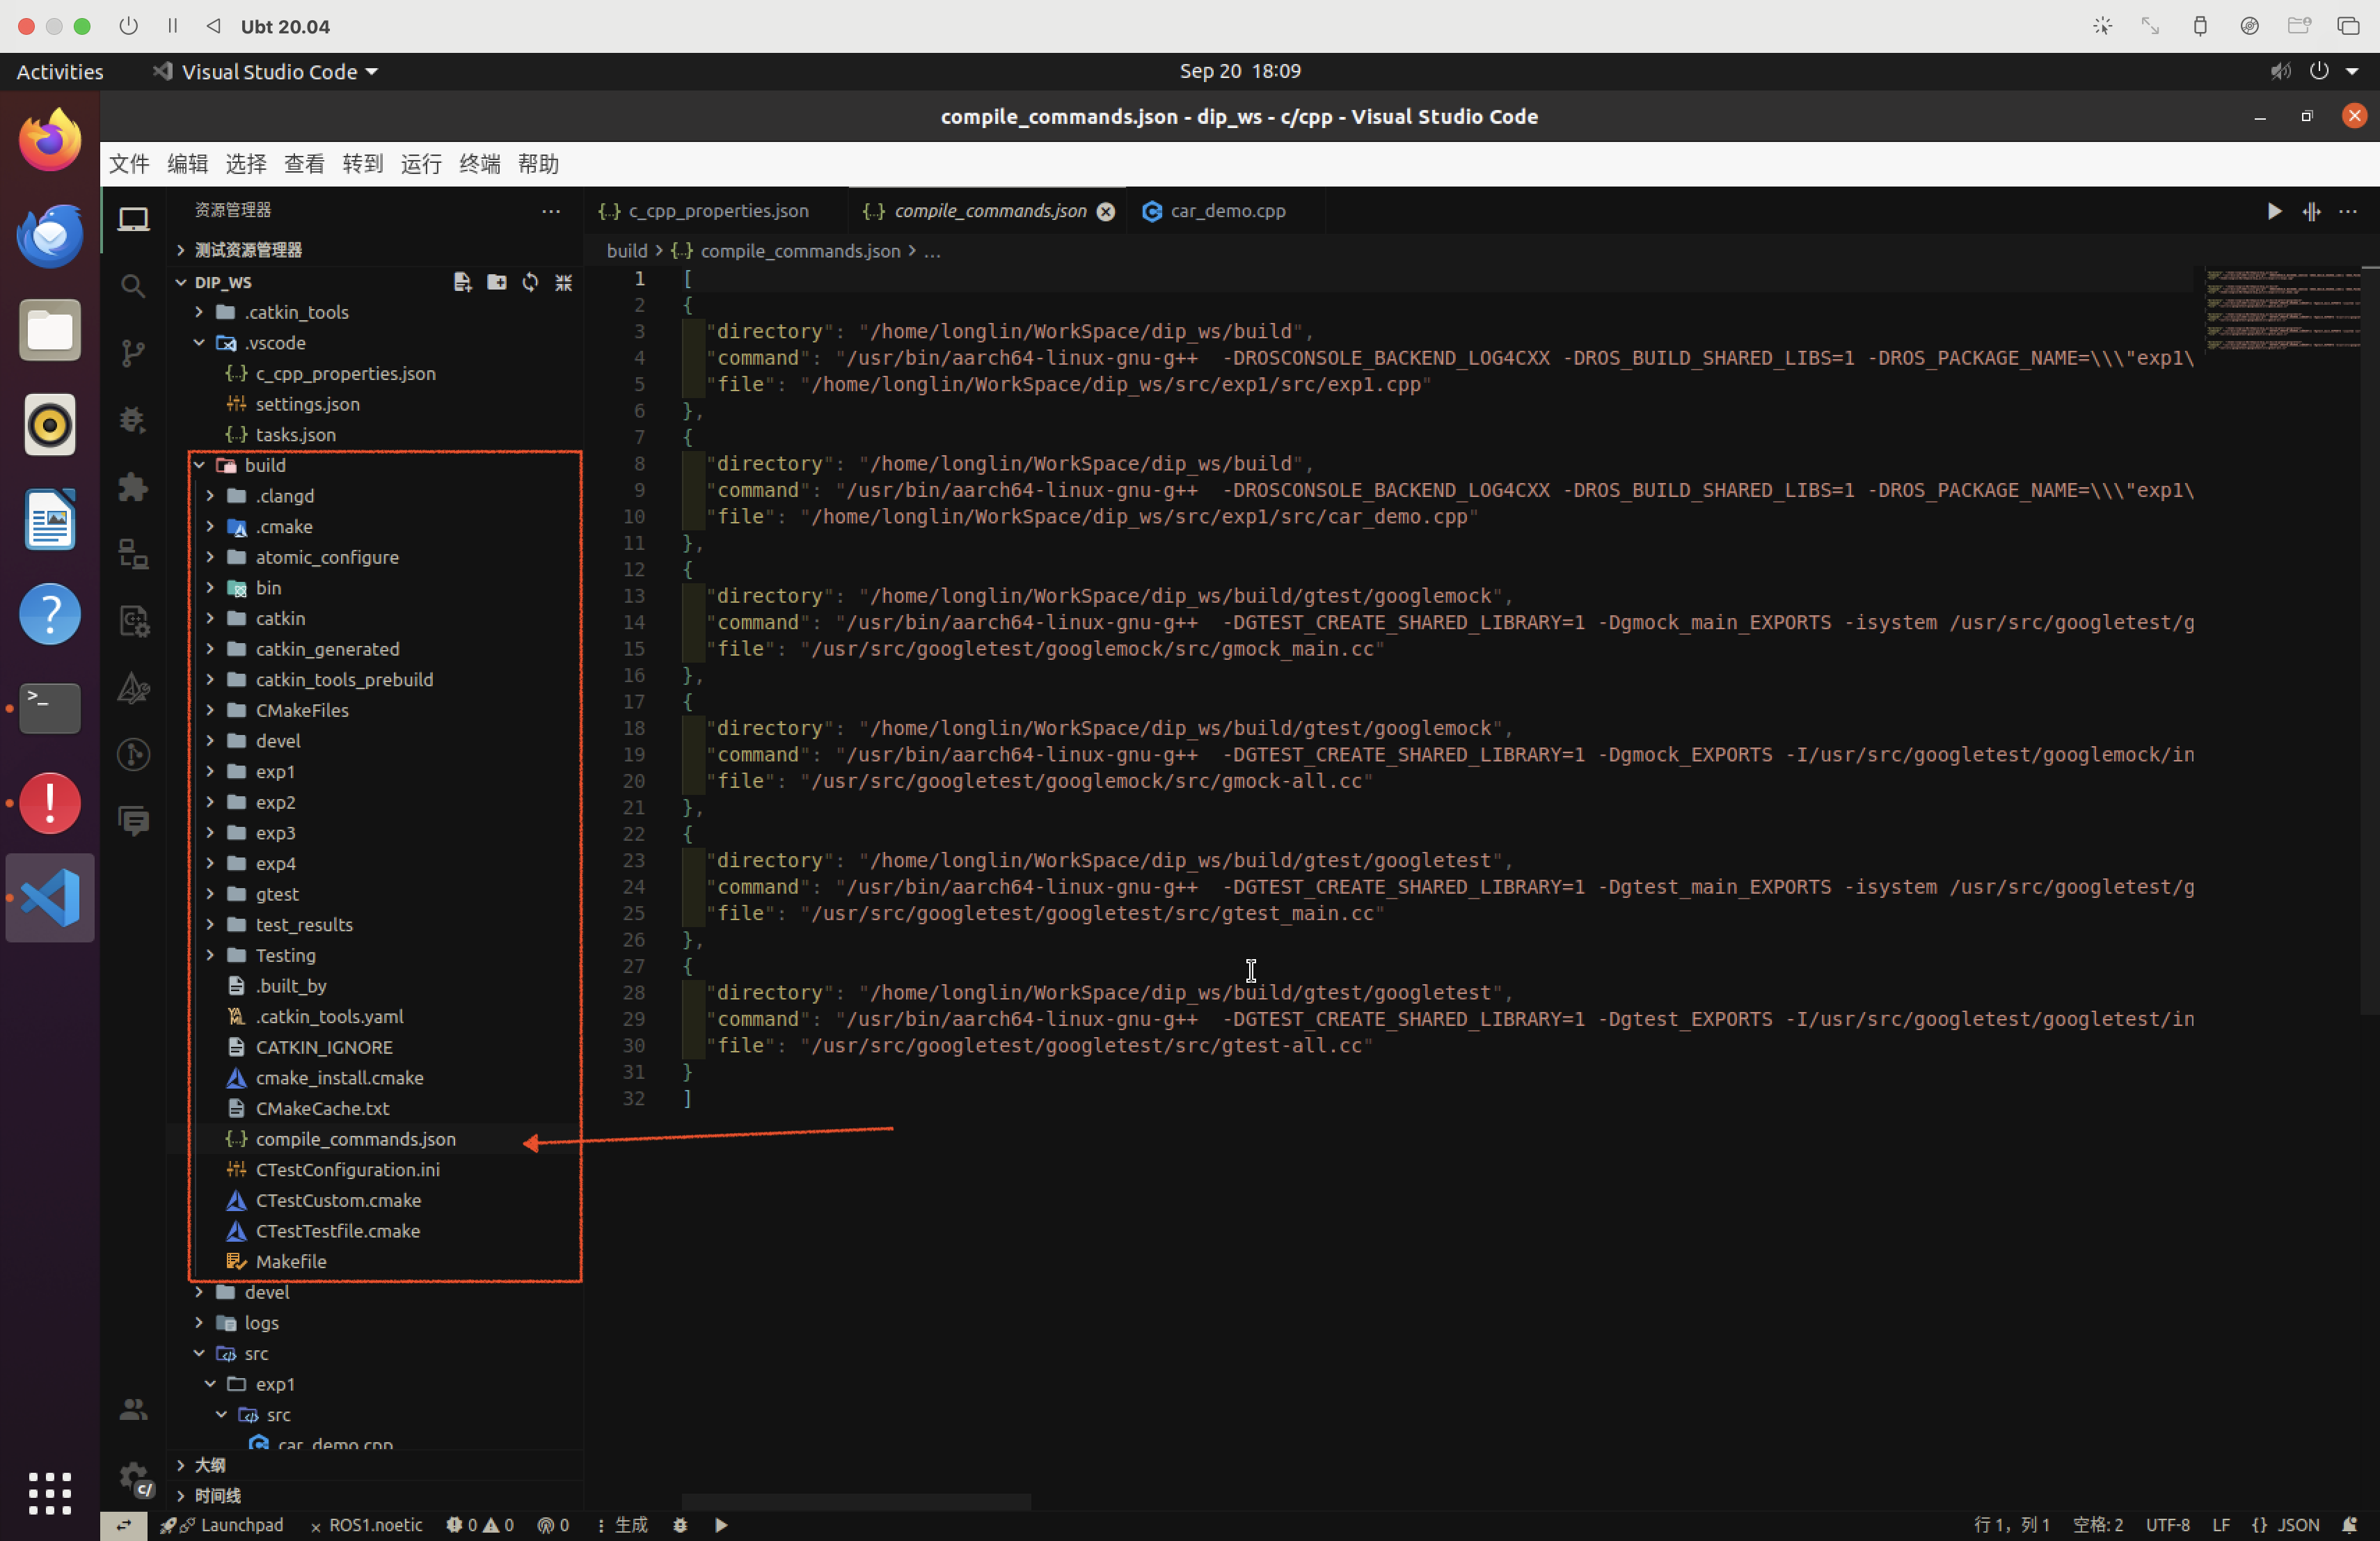 Ubt 20.04
Activities
Visual Studio Code
Sep 20 18:09
compile_commands.json - dip_ws - c/cpp - Visual Studio Code
文件 编辑 选择 查看 转到 运行 终端 帮助
资源管理器
测试资源管理器
DIP_WS
.catkin_tools
.vscode
c_cpp_properties.json
settings.json
tasks.json
build
.clangd
.cmake
atomic_configure
bin
catkin
catkin_generated
catkin_tools_prebuild
CMakeFiles
devel
exp1
exp2
exp3
exp4
gtest
test_results
Testing
.built_by
.catkin_tools.yaml
CATKIN_IGNORE
cmake_install.cmake
CMakeCache.txt
compile_commands.json
CTestConfiguration.ini
CTestCustom.cmake
CTestTestfile.cmake
Makefile
devel
logs
src
exp1
src
car_demo.cpp
大纲
时间线
c_cpp_properties.json
compile_commands.json
car_demo.cpp
build > compile_commands.json > ...
1 [
2 {
3 "directory": "/home/longlin/WorkSpace/dip_ws/build",
4 "command": "/usr/bin/aarch64-linux-gnu-g++  -DROSCONSOLE_BACKEND_LOG4CXX -DROS_BUILD_SHARED_LIBS=1 -DROS_PACKAGE_NAME=\\\"exp1\
5 "file": "/home/longlin/WorkSpace/dip_ws/src/exp1/src/exp1.cpp"
6 },
7 {
8 "directory": "/home/longlin/WorkSpace/dip_ws/build",
9 "command": "/usr/bin/aarch64-linux-gnu-g++  -DROSCONSOLE_BACKEND_LOG4CXX -DROS_BUILD_SHARED_LIBS=1 -DROS_PACKAGE_NAME=\\\"exp1\
10 "file": "/home/longlin/WorkSpace/dip_ws/src/exp1/src/car_demo.cpp"
11 },
12 {
13 "directory": "/home/longlin/WorkSpace/dip_ws/build/gtest/googlemock",
14 "command": "/usr/bin/aarch64-linux-gnu-g++  -DGTEST_CREATE_SHARED_LIBRARY=1 -Dgmock_main_EXPORTS -isystem /usr/src/googletest/g
15 "file": "/usr/src/googletest/googlemock/src/gmock_main.cc"
16 },
17 {
18 "directory": "/home/longlin/WorkSpace/dip_ws/build/gtest/googlemock",
19 "command": "/usr/bin/aarch64-linux-gnu-g++  -DGTEST_CREATE_SHARED_LIBRARY=1 -Dgmock_EXPORTS -I/usr/src/googletest/googlemock/in
20 "file": "/usr/src/googletest/googlemock/src/gmock-all.cc"
21 },
22 {
23 "directory": "/home/longlin/WorkSpace/dip_ws/build/gtest/googletest",
24 "command": "/usr/bin/aarch64-linux-gnu-g++  -DGTEST_CREATE_SHARED_LIBRARY=1 -Dgtest_main_EXPORTS -isystem /usr/src/googletest/g
25 "file": "/usr/src/googletest/googletest/src/gtest_main.cc"
26 },
27 {
28 "directory": "/home/longlin/WorkSpace/dip_ws/build/gtest/googletest",
29 "command": "/usr/bin/aarch64-linux-gnu-g++  -DGTEST_CREATE_SHARED_LIBRARY=1 -Dgtest_EXPORTS -I/usr/src/googletest/googletest/in
30 "file": "/usr/src/googletest/googletest/src/gtest-all.cc"
31 }
32 ]
Launchpad ROS1.noetic 0 0 0 生成 行 1，列 1 空格: 2 UTF-8 LF {} JSON